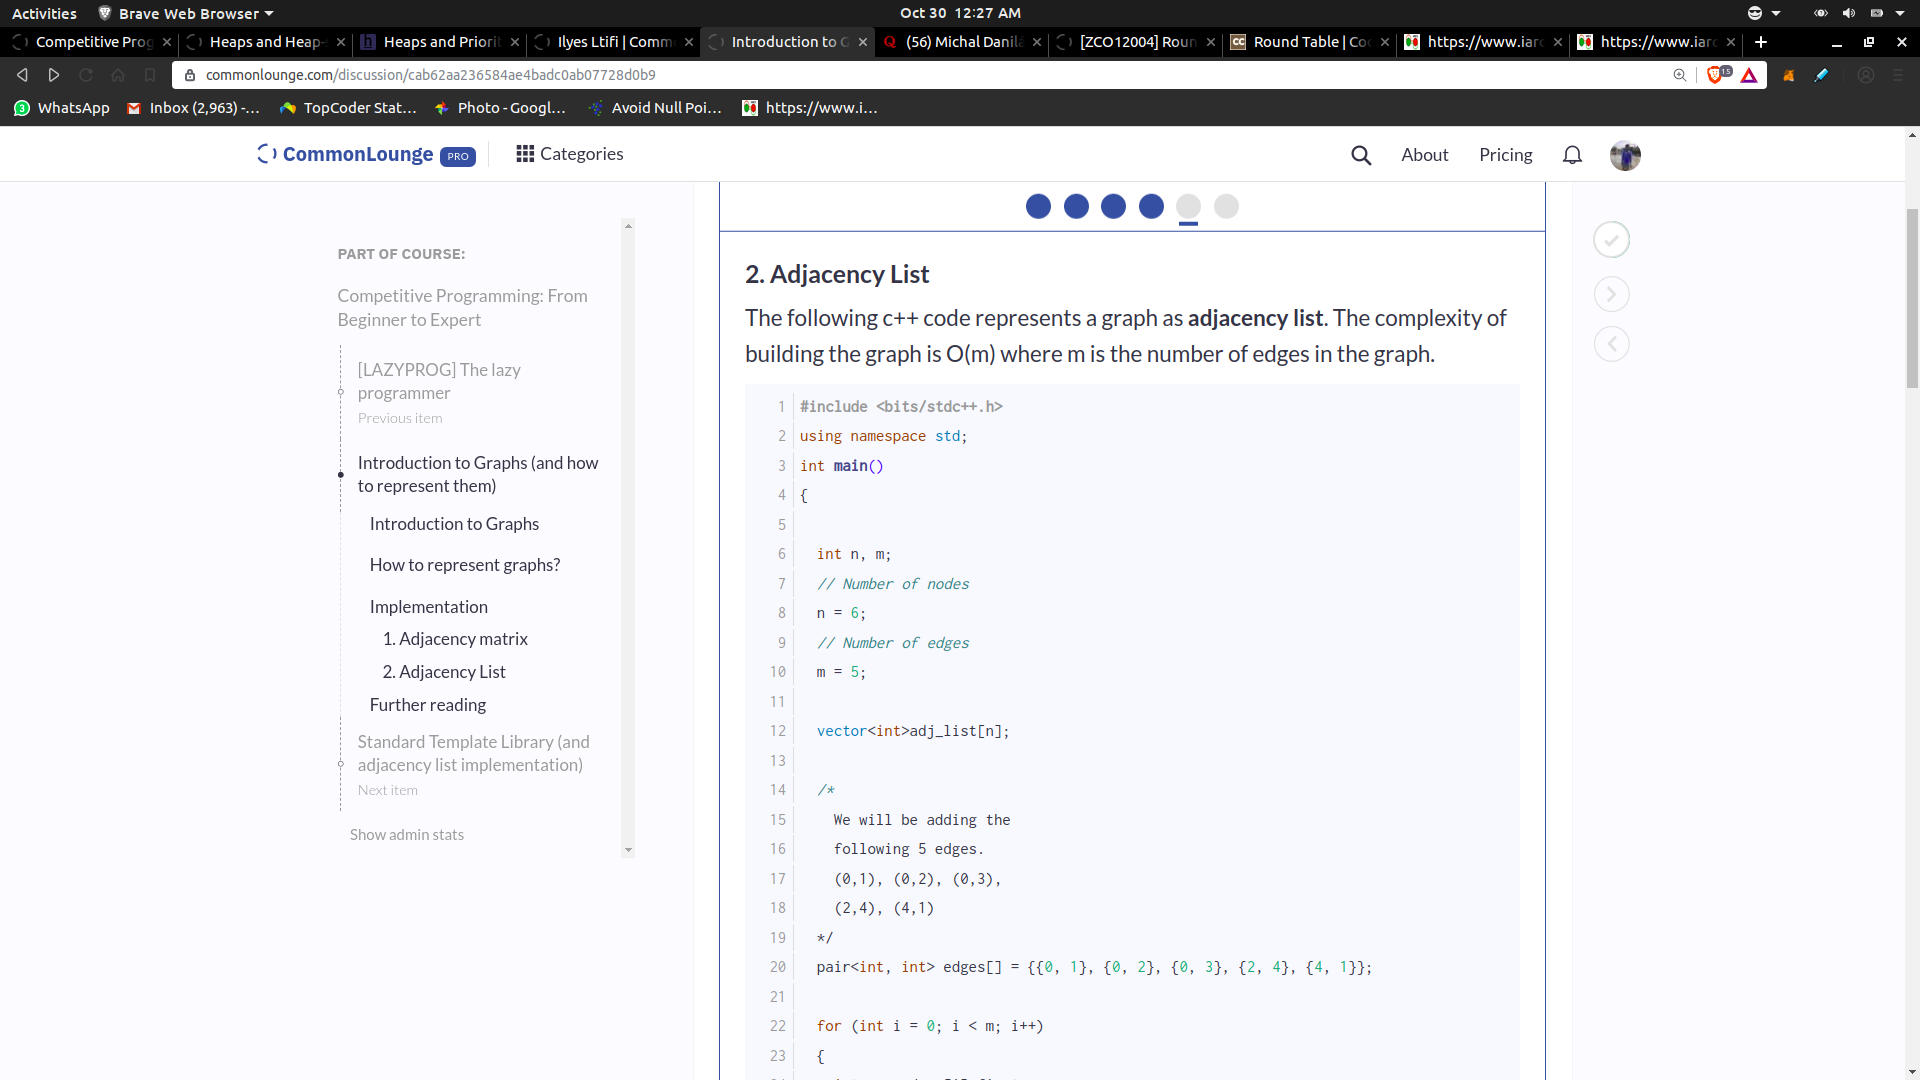 Activities Brave Web Browser Oct 30 12:27 AM
Competitive Prog Heaps and Heap- Heaps and Priorit Ilyes Ltifi | Comm Introduction to G (56) Michal Danilá [ZCO12004] Roun Round Table | Co https://www.iarc https://www.iarc
commonlounge.com/discussion/cab62aa236584ae4badc0ab07728d0b9 15
WhatsApp Inbox (2,963) -... TopCoder Stat... Photo - Googl... Avoid Null Poi... https://www.i...
CommonLounge PRO Categories About Pricing
PART OF COURSE:
Competitive Programming: From
Beginner to Expert
[LAZYPROG] The lazy
programmer
Previous item
Introduction to Graphs (and how
to represent them)
Introduction to Graphs
How to represent graphs?
Implementation
1. Adjacency matrix
2. Adjacency List
Further reading
Standard Template Library (and
adjacency list implementation)
Next item
Show admin stats
2. Adjacency List
The following c++ code represents a graph as adjacency list. The complexity of
building the graph is O(m) where m is the number of edges in the graph.
1 #include <bits/stdc++.h>
2 using namespace std;
3 int main()
4 {
5
6 int n, m;
7 // Number of nodes
8 n = 6;
9 // Number of edges
10 m = 5;
11
12 vector<int>adj_list[n];
13
14 /*
15 We will be adding the
16 following 5 edges.
17 (0,1), (0,2), (0,3),
18 (2,4), (4,1)
19 */
20 pair<int, int> edges[] = {{0, 1}, {0, 2}, {0, 3}, {2, 4}, {4, 1}};
21
22 for (int i = 0; i < m; i++)
23 {